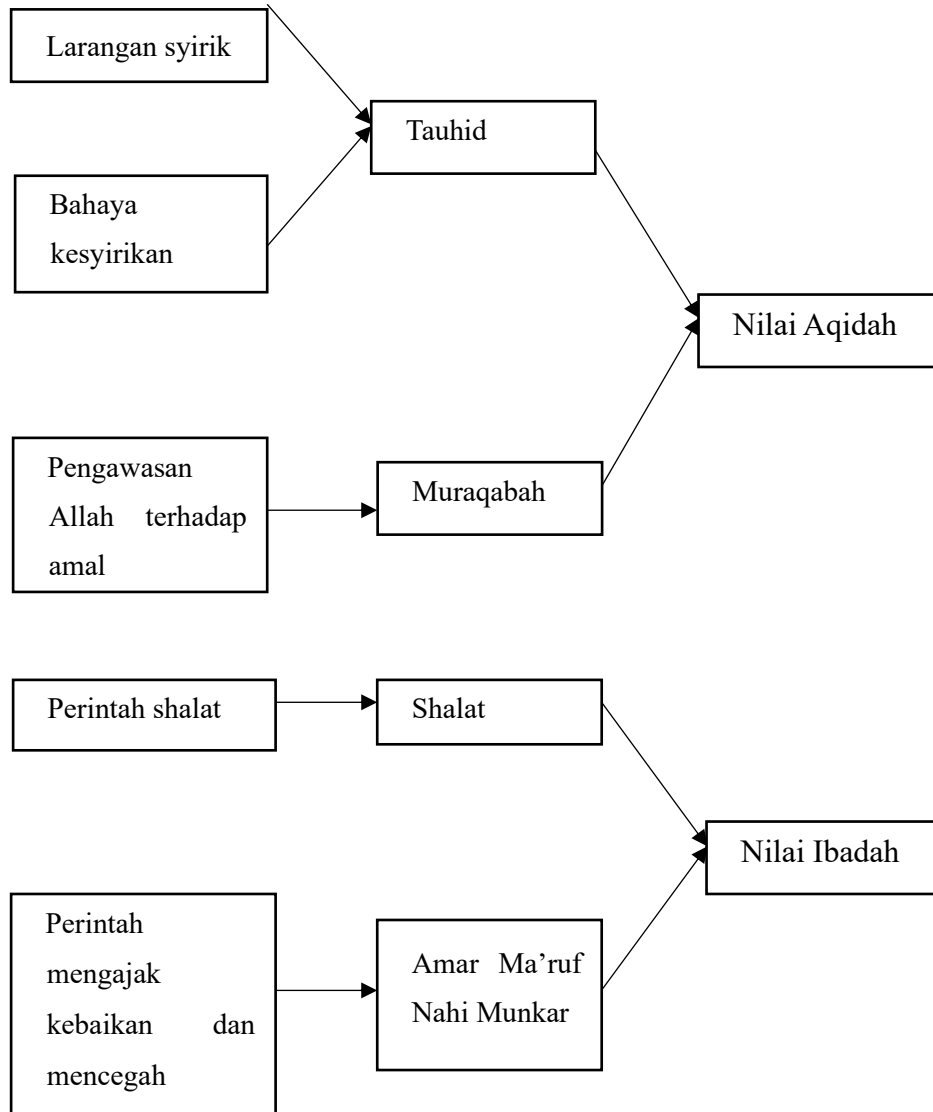 Larangan syirik
Tauhid
Bahaya
kesyirikan
Nilai Aqidah
Pengawasan
Allah terhadap
amal
Muraqabah
Perintah shalat
Shalat
Nilai Ibadah
Perintah
mengajak
kebaikan dan
mencegah
Amar Ma’ruf
Nahi Munkar